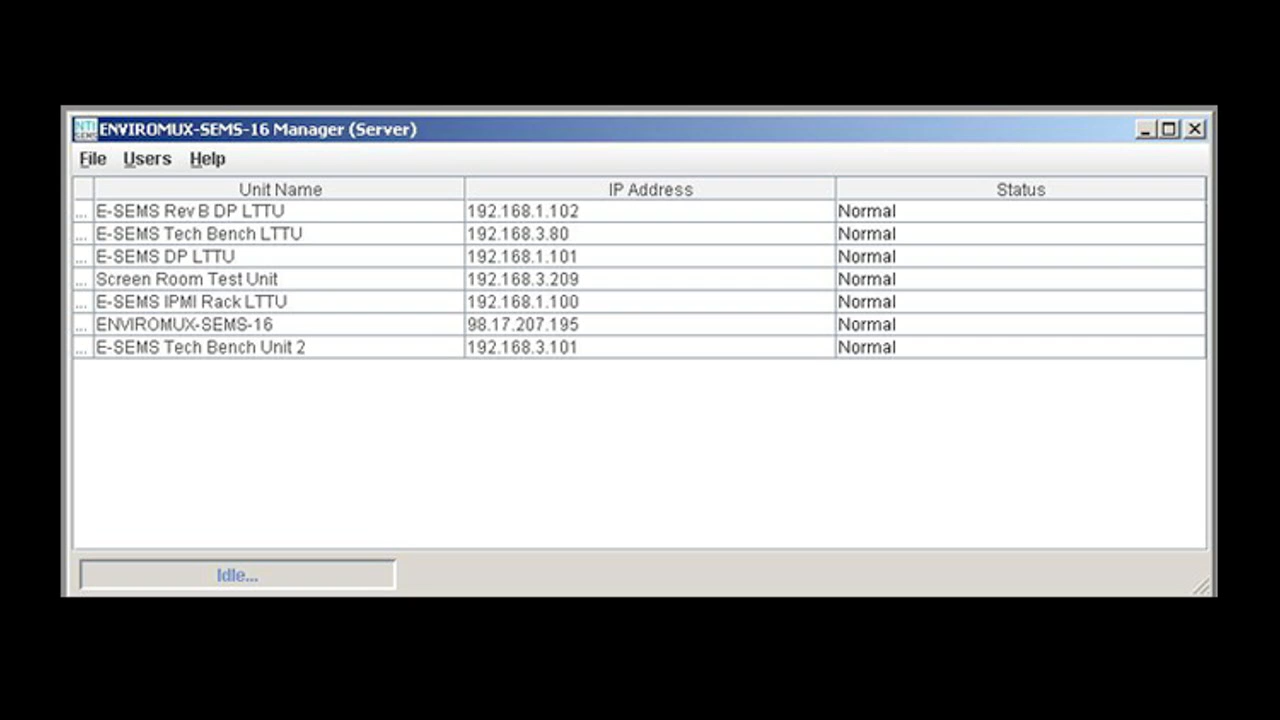 NTI SEMS ENVIROMUX-SEMS-16 Manager (Server)
File Users Help
Unit Name IP Address Status
... E-SEMS Rev B DP LTTU 192.168.1.102 Normal
... E-SEMS Tech Bench LTTU 192.168.3.80 Normal
... E-SEMS DP LTTU 192.168.1.101 Normal
... Screen Room Test Unit 192.168.3.209 Normal
... E-SEMS IPMI Rack LTTU 192.168.1.100 Normal
... ENVIROMUX-SEMS-16 98.17.207.195 Normal
... E-SEMS Tech Bench Unit 2 192.168.3.101 Normal
Idle...